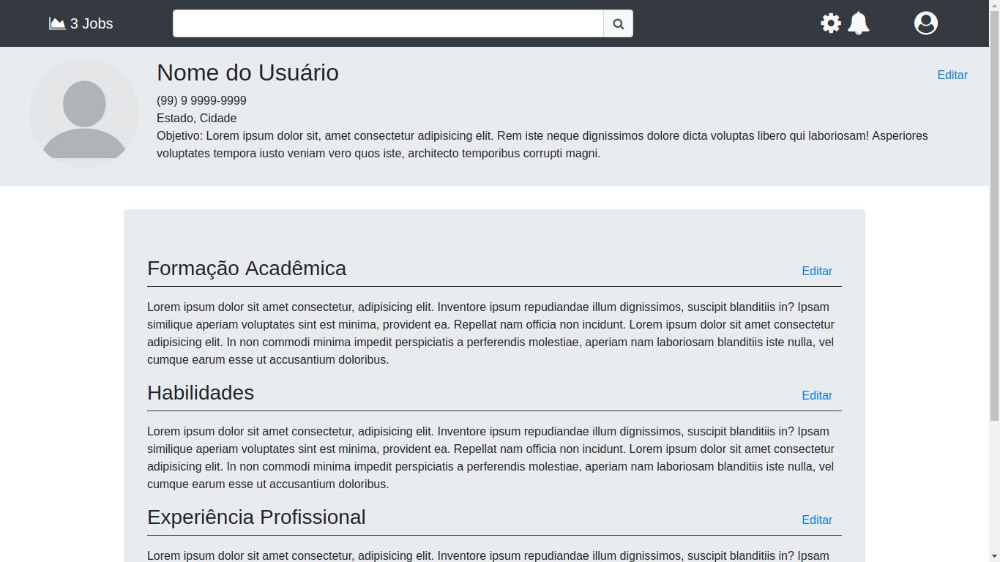 3 Jobs
Nome do Usuário
Editar
(99) 9 9999-9999
Estado, Cidade
Objetivo: Lorem ipsum dolor sit, amet consectetur adipisicing elit. Rem iste neque dignissimos dolore dicta voluptas libero qui laboriosam! Asperiores
voluptates tempora iusto veniam vero quos iste, architecto temporibus corrupti magni.
Formação Acadêmica
Editar
Lorem ipsum dolor sit amet consectetur, adipisicing elit. Inventore ipsum repudiandae illum dignissimos, suscipit blanditiis in? Ipsam
similique aperiam voluptates sint est minima, provident ea. Repellat nam officia non incidunt. Lorem ipsum dolor sit amet consectetur
adipisicing elit. In non commodi minima impedit perspiciatis a perferendis molestiae, aperiam nam laboriosam blanditiis iste nulla, vel
cumque earum esse ut accusantium doloribus.
Habilidades
Editar
Lorem ipsum dolor sit amet consectetur, adipisicing elit. Inventore ipsum repudiandae illum dignissimos, suscipit blanditiis in? Ipsam
similique aperiam voluptates sint est minima, provident ea. Repellat nam officia non incidunt. Lorem ipsum dolor sit amet consectetur
adipisicing elit. In non commodi minima impedit perspiciatis a perferendis molestiae, aperiam nam laboriosam blanditiis iste nulla, vel
cumque earum esse ut accusantium doloribus.
Experiência Profissional
Editar
Lorem ipsum dolor sit amet consectetur, adipisicing elit. Inventore ipsum repudiandae illum dignissimos, suscipit blanditiis in? Ipsam